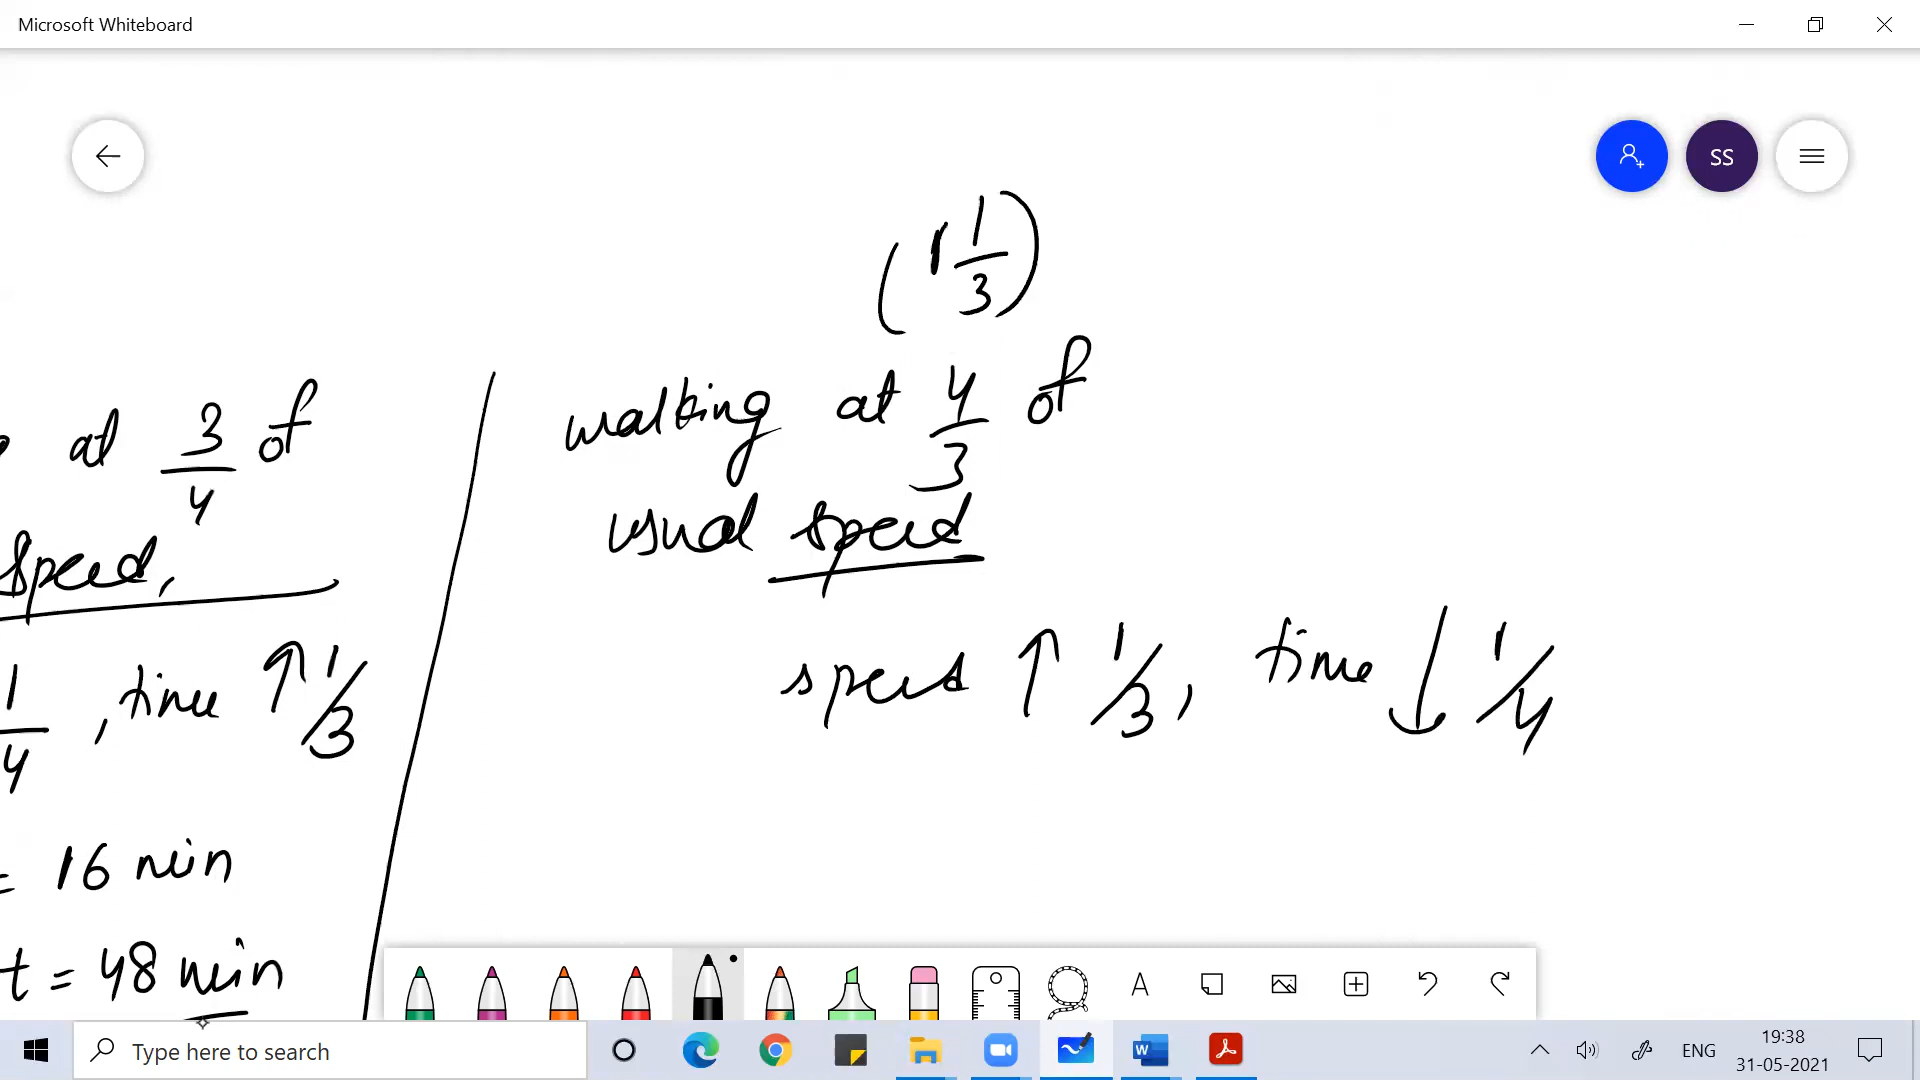 Microsoft Whiteboard
SS
at 3/4 of
speed,
1/4, time ↑ 1/3
= 16 min
t = 48 min
(1 1/3)
walking at 4/3 of
usual speed
speed ↑ 1/3, time ↓ 1/4
A
Type here to search
ENG
19:38
31-05-2021